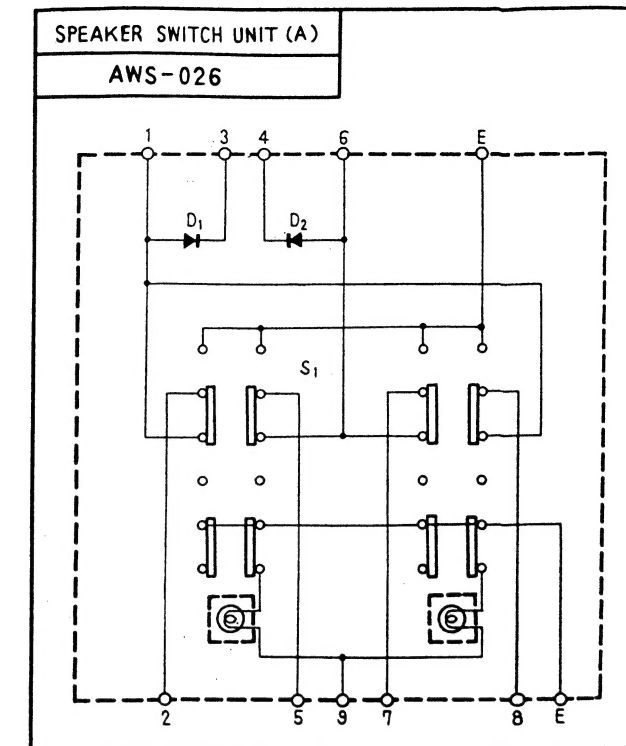 SPEAKER SWITCH UNIT (A)
AWS-026
1 3 4 6 E
D1 D2
S1
2 5 9 7 8 E